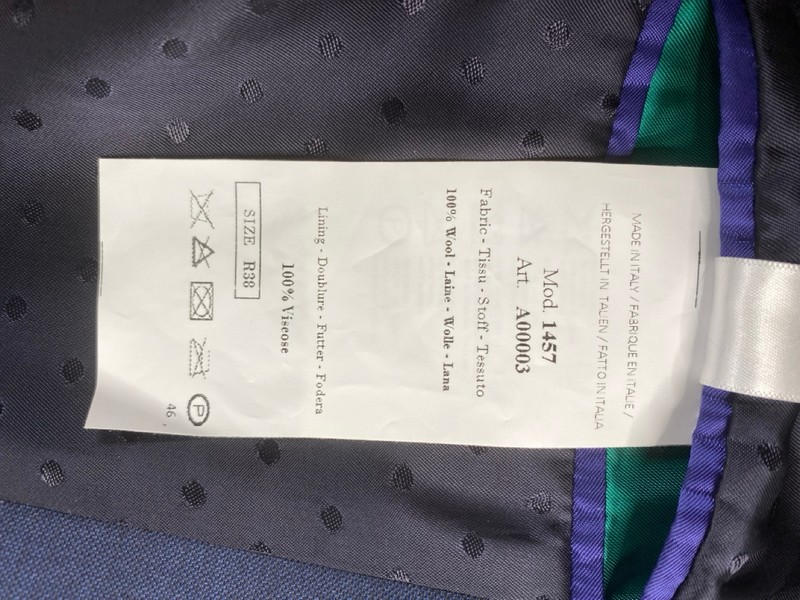 MADE IN ITALY / FABRIQUE EN ITALIE /
HERGESTELLT IN TALIEN / FATTO IN ITALIA
Mod. 1457
Art. A00003
Fabric - Tissu - Stoff - Tessuto
100% Wool - Laine - Wolle - Lana
Lining - Doublure - Futter - Fodera
100% Viscose
SIZE R38
P
46